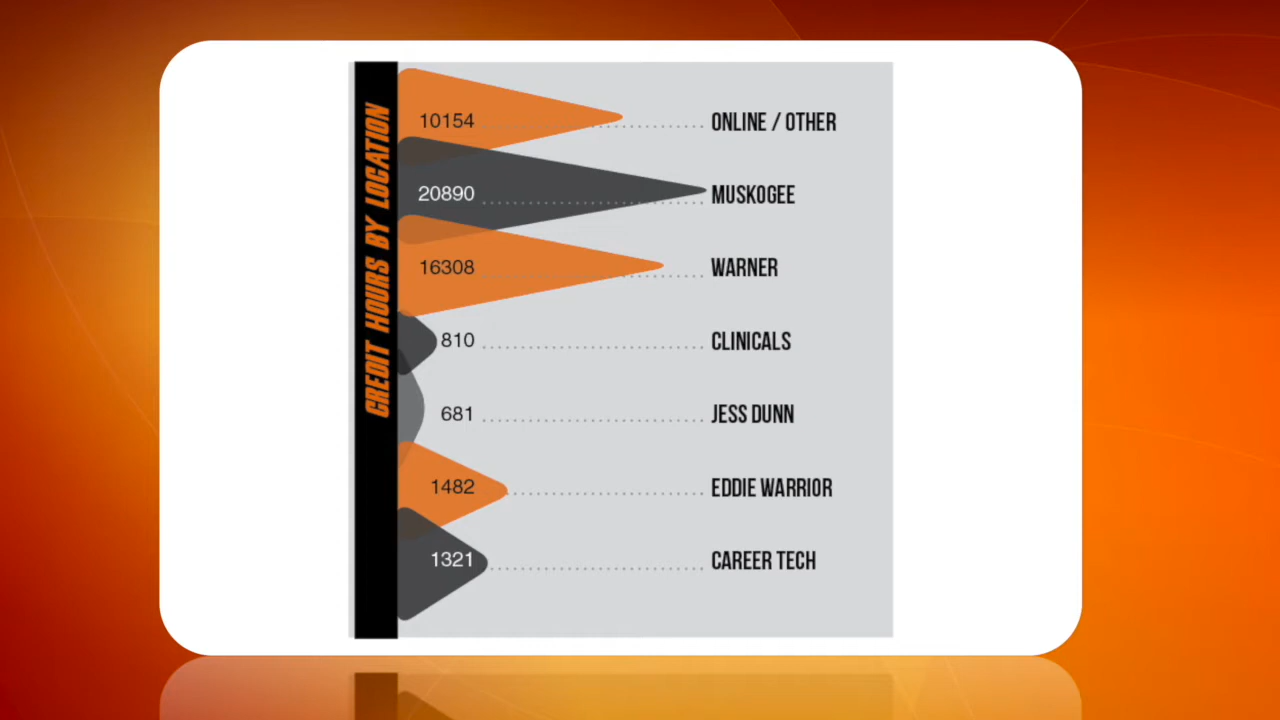 CREDIT HOURS BY LOCATION
10154 ONLINE / OTHER
20890 MUSKOGEE
16308 WARNER
810 CLINICALS
681 JESS DUNN
1482 EDDIE WARRIOR
1321 CAREER TECH